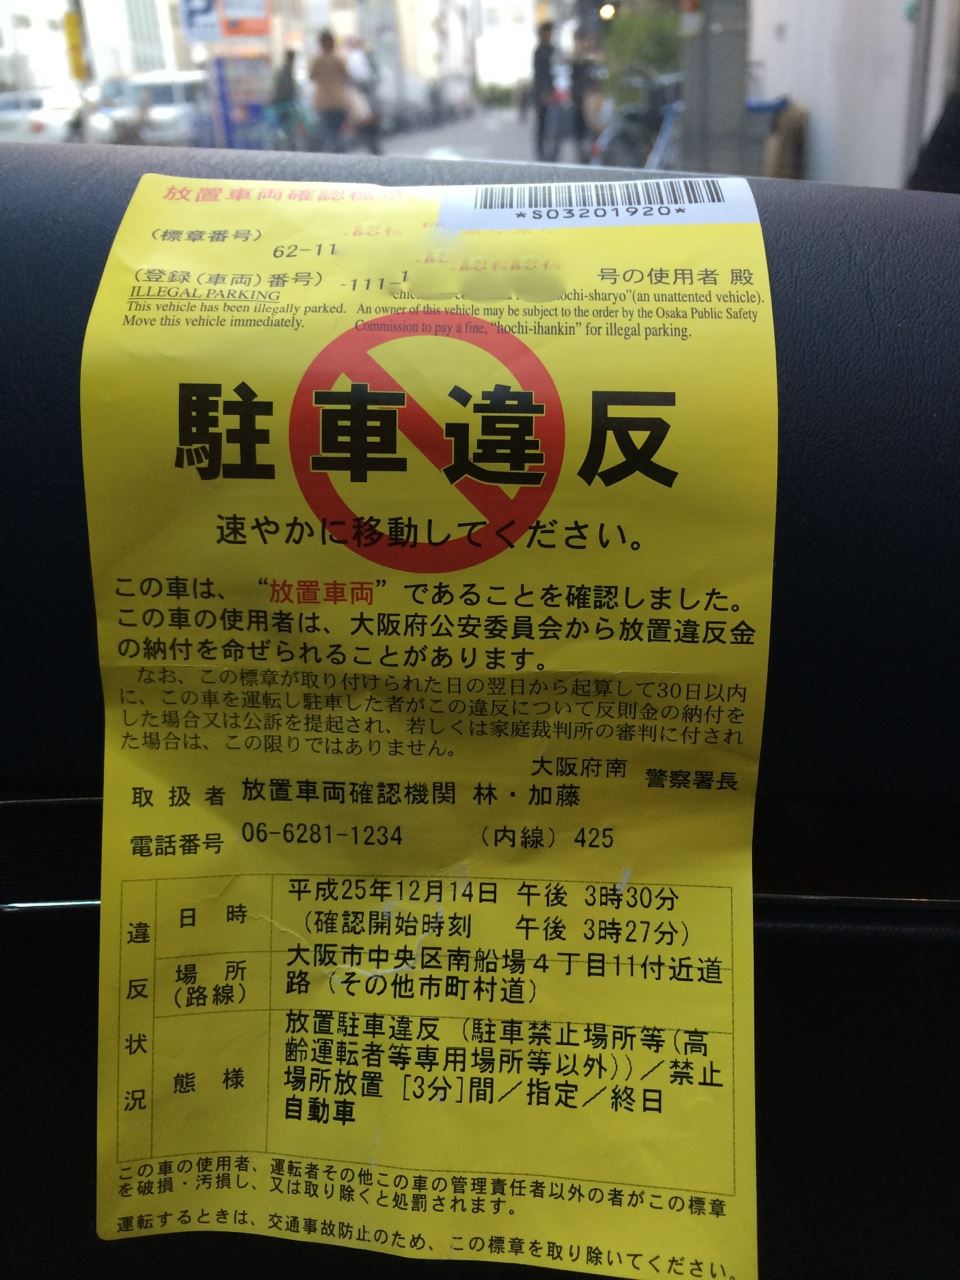 放置車両確認標章
*S03201920*
(標章番号)
62-11
(登録(車両)番号) -111-1 号の使用者 殿
ILLEGAL PARKING
This vehicle has been illegally parked.
Move this vehicle immediately.
"hochi-sharyo"(an unattented vehicle).
An owner of this vehicle may be subject to the order by the Osaka Public Safety
Commission to pay a fine, "hochi-ihankin" for illegal parking.
駐車違反
速やかに移動してください。
この車は、“放置車両”であることを確認しました。
この車の使用者は、大阪府公安委員会から放置違反金
の納付を命ぜられることがあります。
なお、この標章が取り付けられた日の翌日から起算して30日以内
に、この車を運転し駐車した者がこの違反について反則金の納付を
した場合又は公訴を提起され、若しくは家庭裁判所の審判に付され
た場合は、この限りではありません。
大阪府南 警察署長
取扱者 放置車両確認機関 林・加藤
電話番号 06-6281-1234 (内線) 425
違反状況
日時 平成25年12月14日 午後 3時30分
(確認開始時刻 午後 3時27分)
場所 大阪市中央区南船場4丁目11付近道
(路線) 路(その他市町村道)
態様 放置駐車違反(駐車禁止場所等(高
齢運転者等専用場所等以外))/禁止
場所放置[3分]間/指定/終日
自動車
この車の使用者、運転者その他この車の管理責任者以外の者がこの標章
を破損・汚損し、又は取り除くと処罰されます。
運転するときは、交通事故防止のため、この標章を取り除いてください。